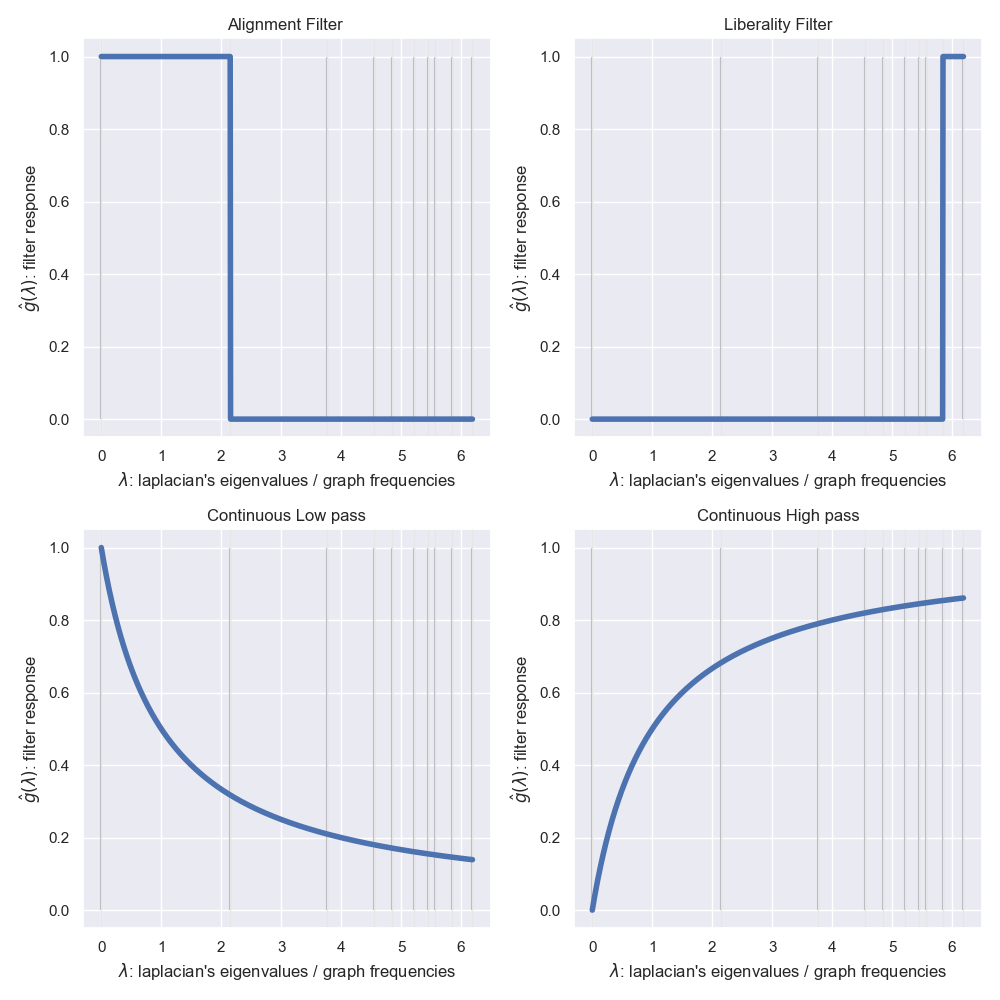 Alignment Filter
1.0
0.8
0.6
0.4
0.2
0.0
ĝ(λ): filter response
0 1 2 3 4 5 6
λ: laplacian's eigenvalues / graph frequencies
Liberality Filter
1.0
0.8
0.6
0.4
0.2
0.0
ĝ(λ): filter response
0 1 2 3 4 5 6
λ: laplacian's eigenvalues / graph frequencies
Continuous Low pass
1.0
0.8
0.6
0.4
0.2
0.0
ĝ(λ): filter response
0 1 2 3 4 5 6
λ: laplacian's eigenvalues / graph frequencies
Continuous High pass
1.0
0.8
0.6
0.4
0.2
0.0
ĝ(λ): filter response
0 1 2 3 4 5 6
λ: laplacian's eigenvalues / graph frequencies